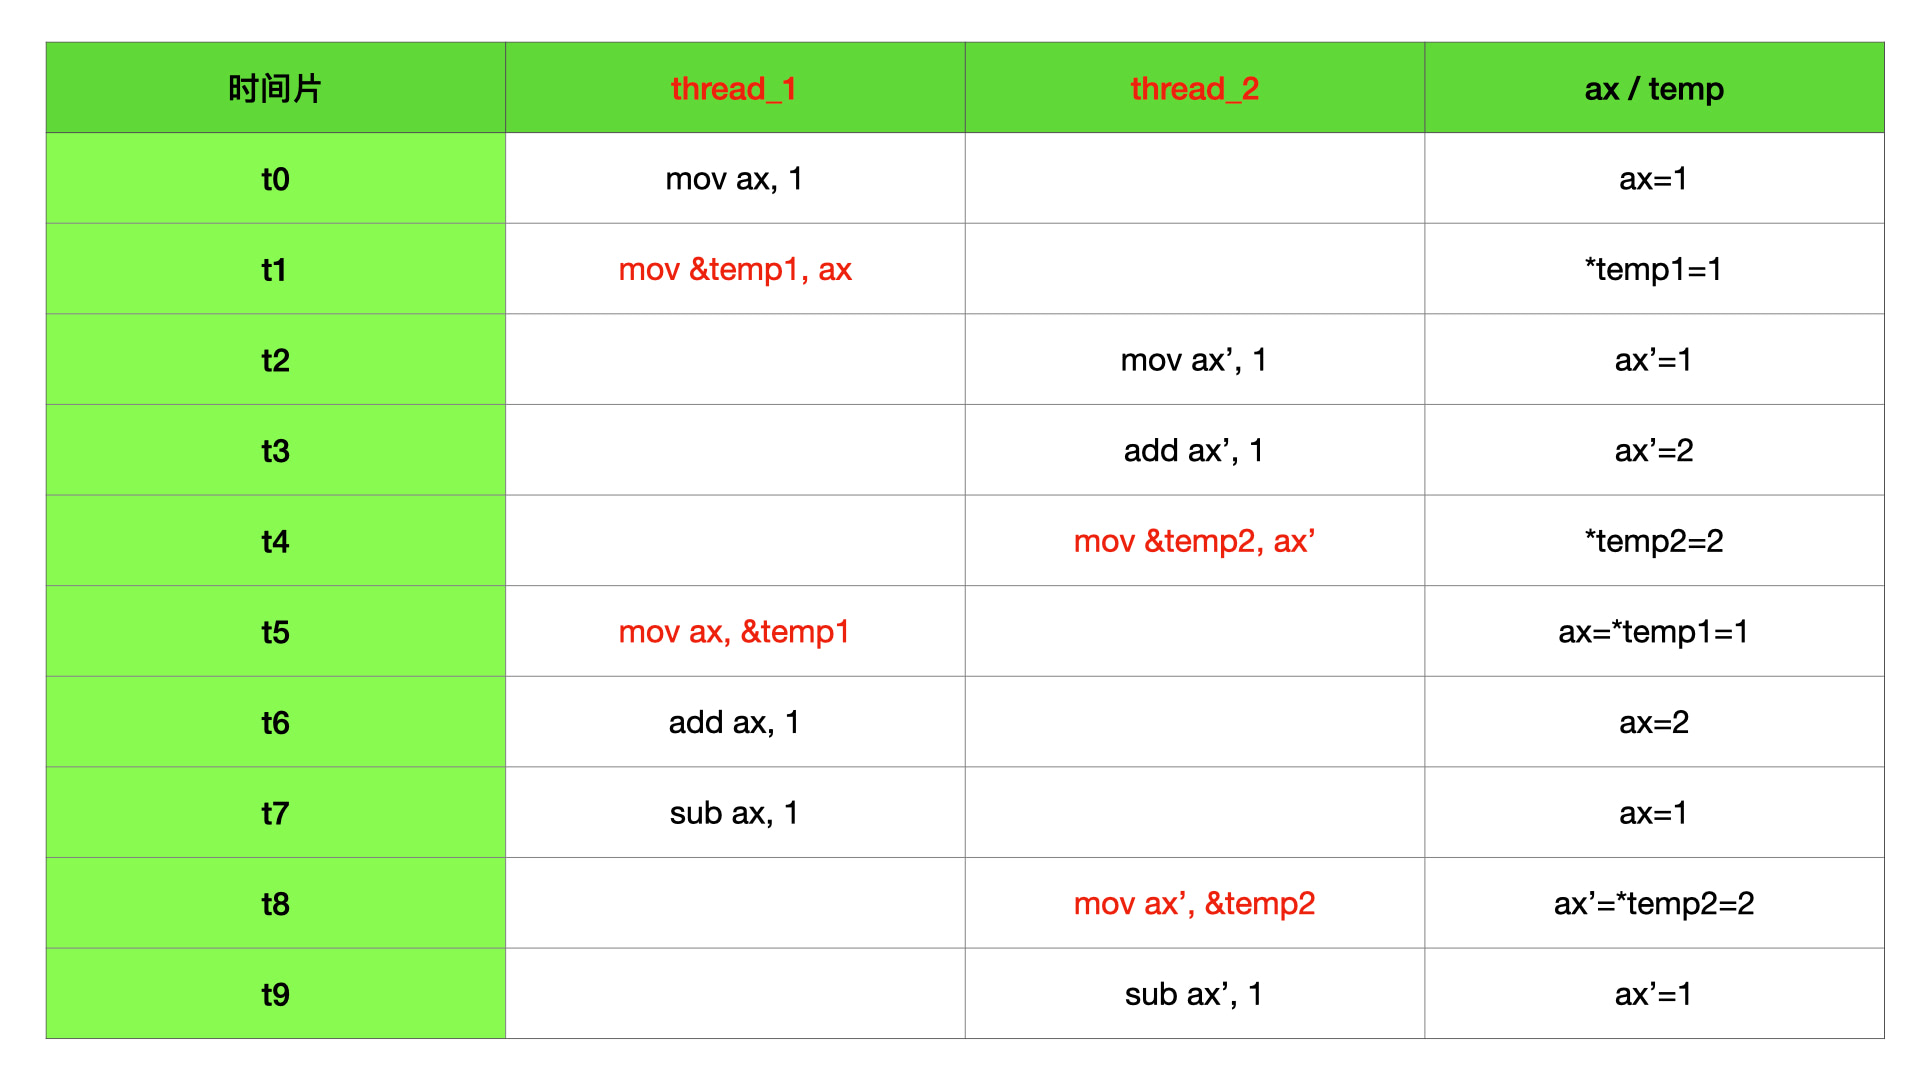 时间片 thread_1 thread_2 ax / temp
t0 mov ax, 1 ax=1
t1 mov &temp1, ax *temp1=1
t2 mov ax’, 1 ax’=1
t3 add ax’, 1 ax’=2
t4 mov &temp2, ax’ *temp2=2
t5 mov ax, &temp1 ax=*temp1=1
t6 add ax, 1 ax=2
t7 sub ax, 1 ax=1
t8 mov ax’, &temp2 ax’=*temp2=2
t9 sub ax’, 1 ax’=1